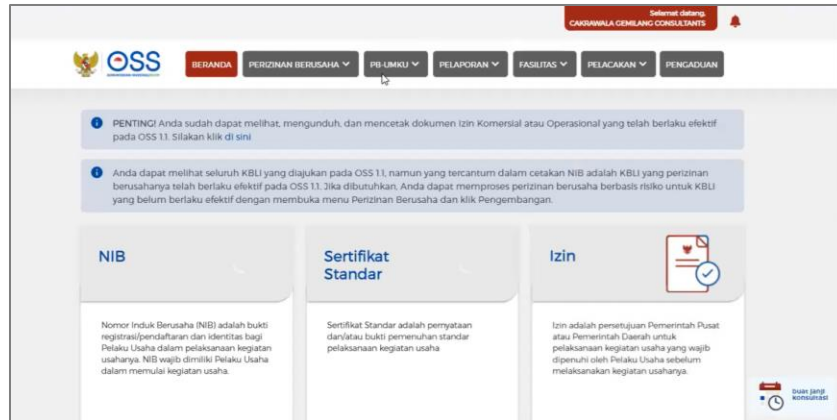 Selamat datang,
CAKRAWALA GEMILANG CONSULTANTS
OSS
BERANDA PERIZINAN BERUSAHA PB-UMKU PELAPORAN FASILITAS PELACAKAN PENGADUAN
PENTING! Anda sudah dapat melihat, mengunduh, dan mencetak dokumen Izin Komersial atau Operasional yang telah berlaku efektif
pada OSS 1.1. Silakan klik di sini
Anda dapat melihat seluruh KBLI yang diajukan pada OSS 1.1, namun yang tercantum dalam cetakan NIB adalah KBLI yang perizinan
berusahanya telah berlaku efektif pada OSS 1.1. Jika dibutuhkan, Anda dapat memproses perizinan berusaha berbasis risiko untuk KBLI
yang belum berlaku efektif dengan membuka menu Perizinan Berusaha dan klik Pengembangan.
NIB
Nomor Induk Berusaha (NIB) adalah bukti
registrasi/pendaftaran dan identitas bagi
Pelaku Usaha dalam pelaksanaan kegiatan
usahanya. NIB wajib dimiliki Pelaku Usaha
dalam memulai kegiatan usaha.
Sertifikat
Standar
Sertifikat Standar adalah pernyataan
dan/atau bukti pemenuhan standar
pelaksanaan kegiatan usaha
Izin
Izin adalah persetujuan Pemerintah Pusat
atau Pemerintah Daerah untuk
pelaksanaan kegiatan usaha yang wajib
dipenuhi oleh Pelaku Usaha sebelum
melaksanakan kegiatan usahanya.
buat janji
konsultasi